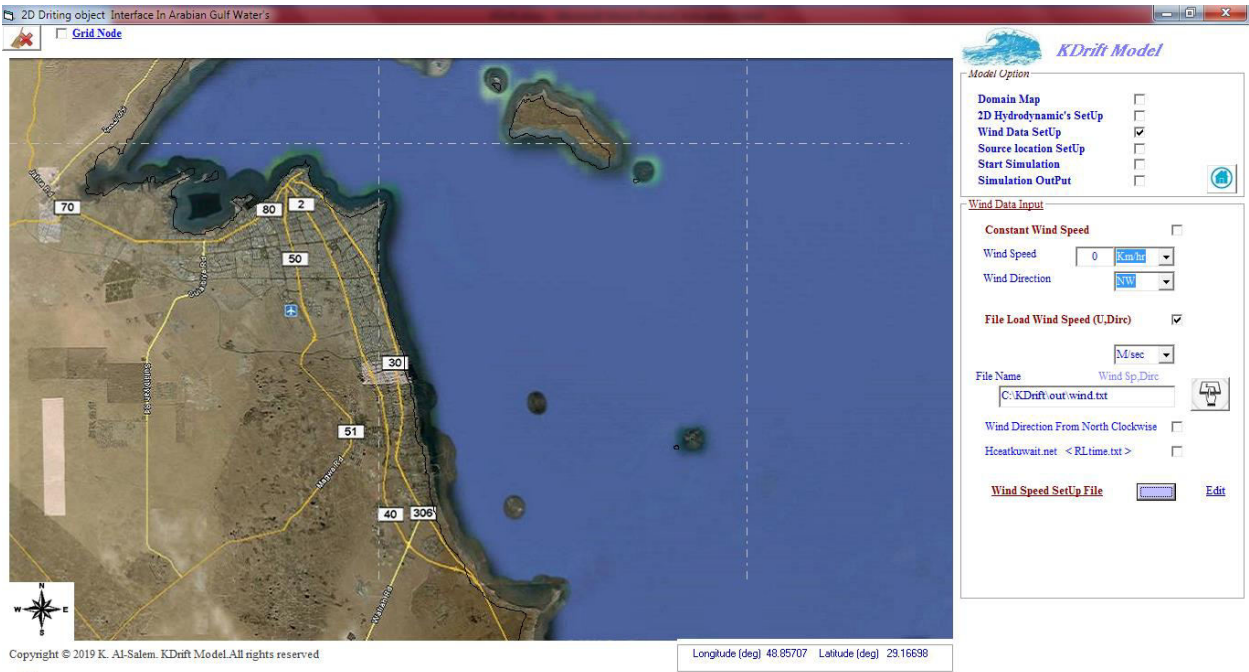 2D Driting object Interface In Arabian Gulf Water's
Grid Node
KDrift Model
Model Option
Domain Map
2D Hydrodynamic's SetUp
Wind Data SetUp
Source location SetUp
Start Simulation
Simulation OutPut
Wind Data Input
Constant Wind Speed
Wind Speed 0 Km/hr
Wind Direction NW
File Load Wind Speed (U,Dirc)
M/sec
File Name Wind Sp,Dirc
C:\KDrift\out\wind.txt
Wind Direction From North Clockwise
Hceatkuwait.net < RLtime.txt >
Wind Speed SetUp File Edit
Jahra Rd
70
80
2
50
30
51
Magwa Rd
40
306
N
W E
S
Copyright © 2019 K. Al-Salem. KDrift Model.All rights reserved
Longitude (deg) 48.85707 Latitude (deg) 29.16698